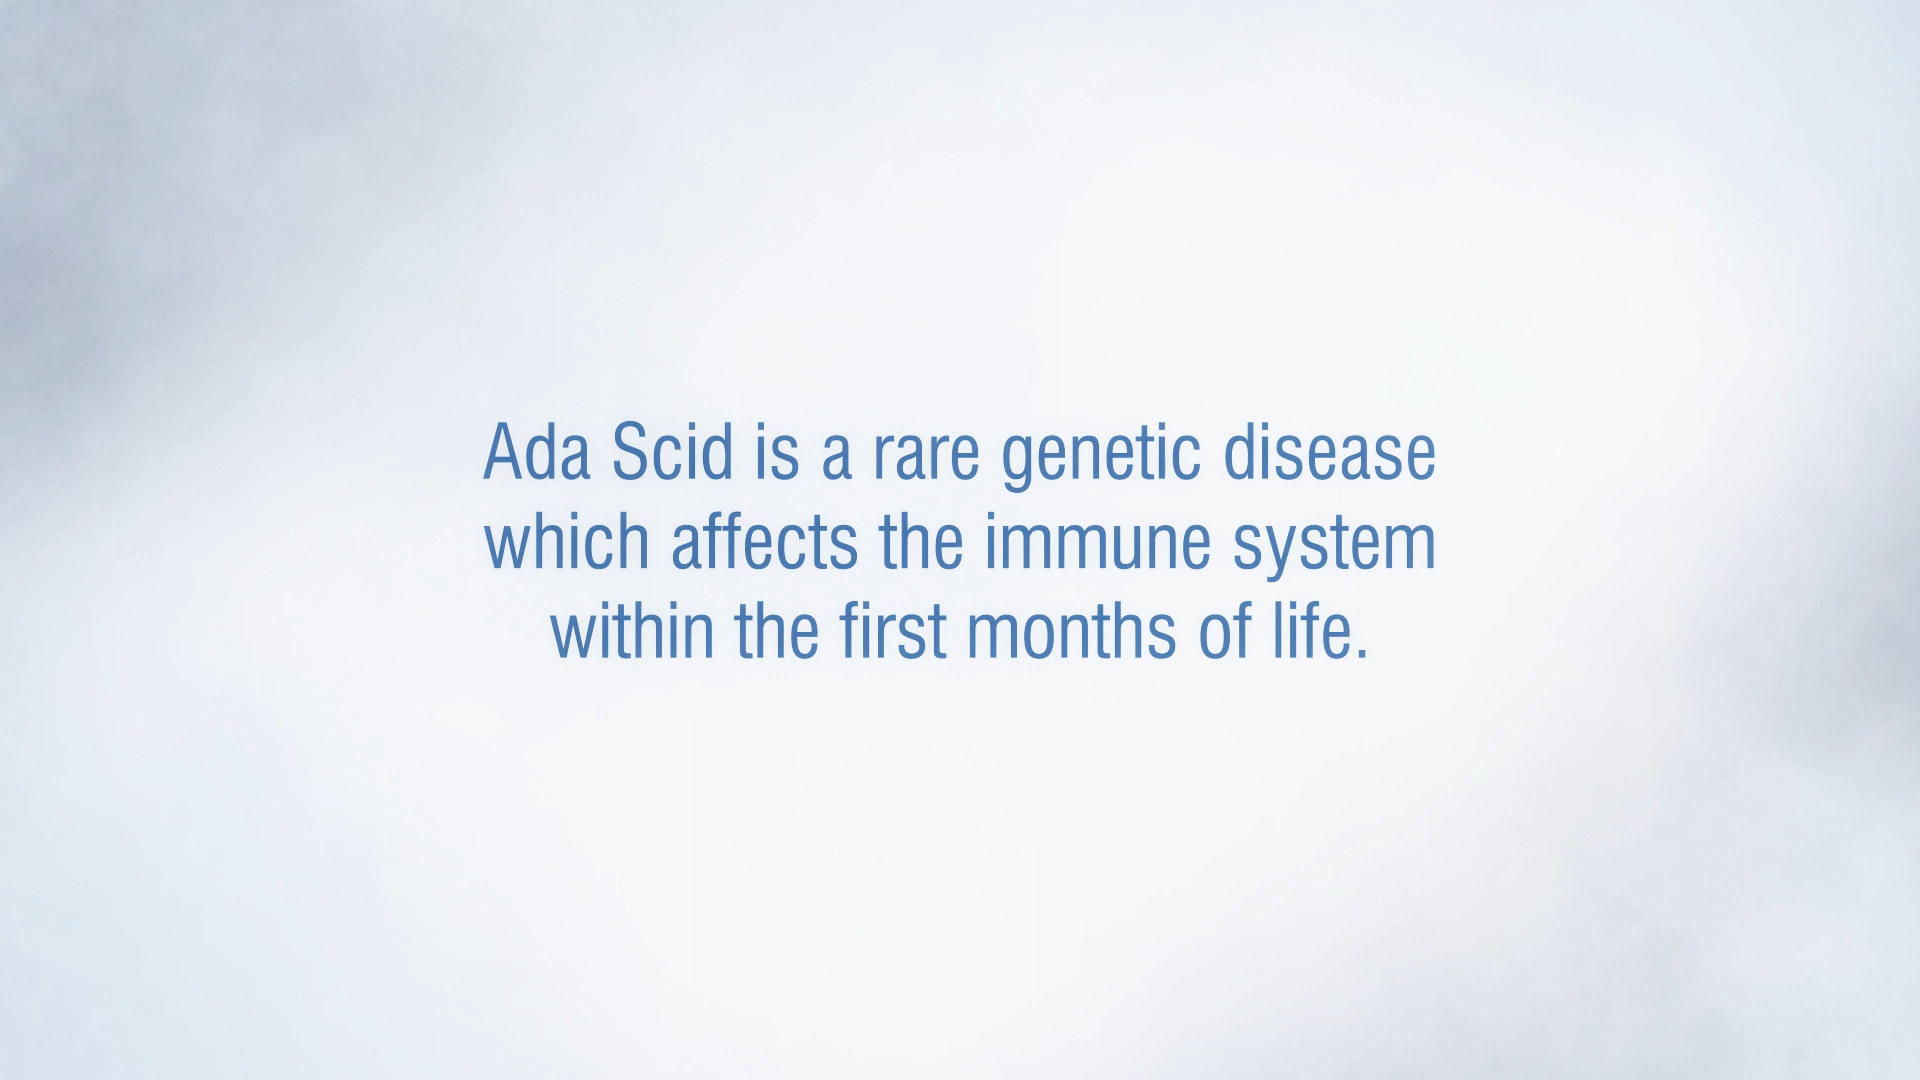 Ada Scid is a rare genetic disease
which affects the immune system
within the first months of life.